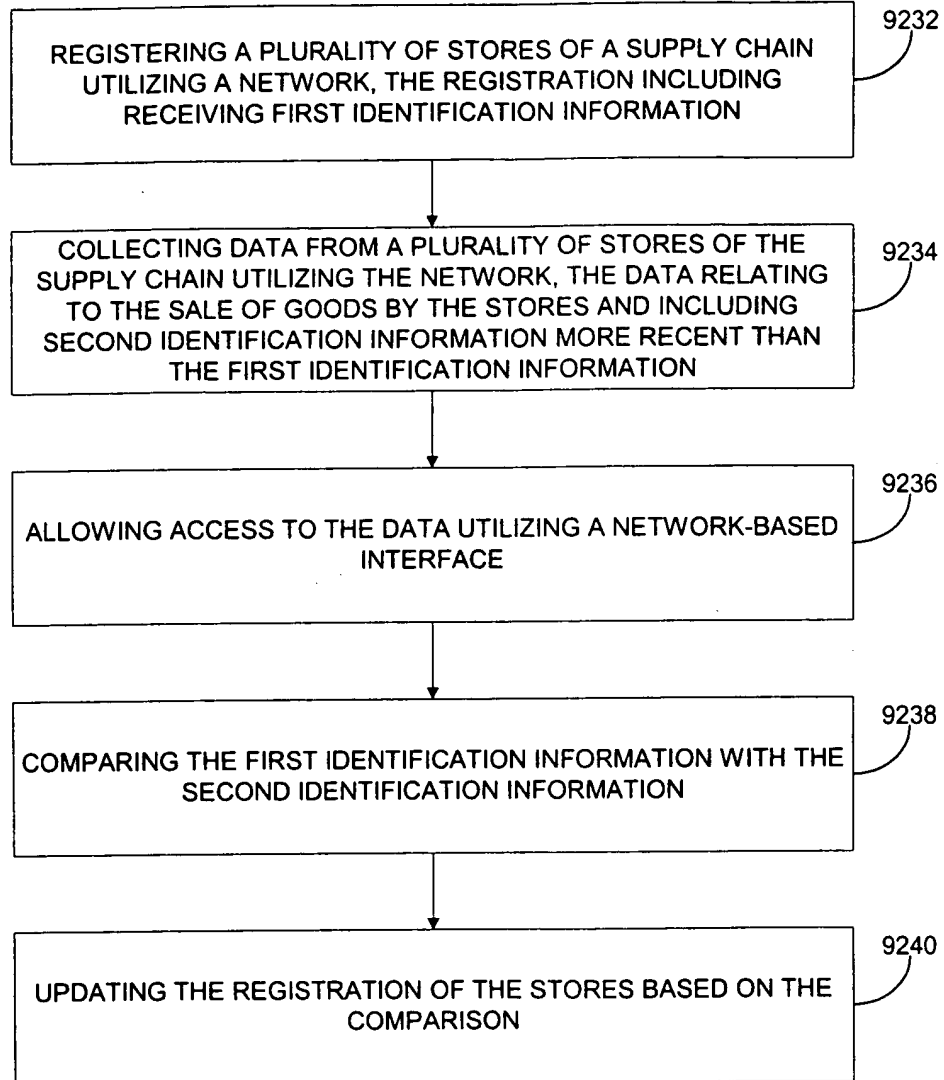 9232
REGISTERING A PLURALITY OF STORES OF A SUPPLY CHAIN
UTILIZING A NETWORK, THE REGISTRATION INCLUDING
RECEIVING FIRST IDENTIFICATION INFORMATION
9234
COLLECTING DATA FROM A PLURALITY OF STORES OF THE
SUPPLY CHAIN UTILIZING THE NETWORK, THE DATA RELATING
TO THE SALE OF GOODS BY THE STORES AND INCLUDING
SECOND IDENTIFICATION INFORMATION MORE RECENT THAN
THE FIRST IDENTIFICATION INFORMATION
9236
ALLOWING ACCESS TO THE DATA UTILIZING A NETWORK-BASED
INTERFACE
9238
COMPARING THE FIRST IDENTIFICATION INFORMATION WITH THE
SECOND IDENTIFICATION INFORMATION
9240
UPDATING THE REGISTRATION OF THE STORES BASED ON THE
COMPARISON